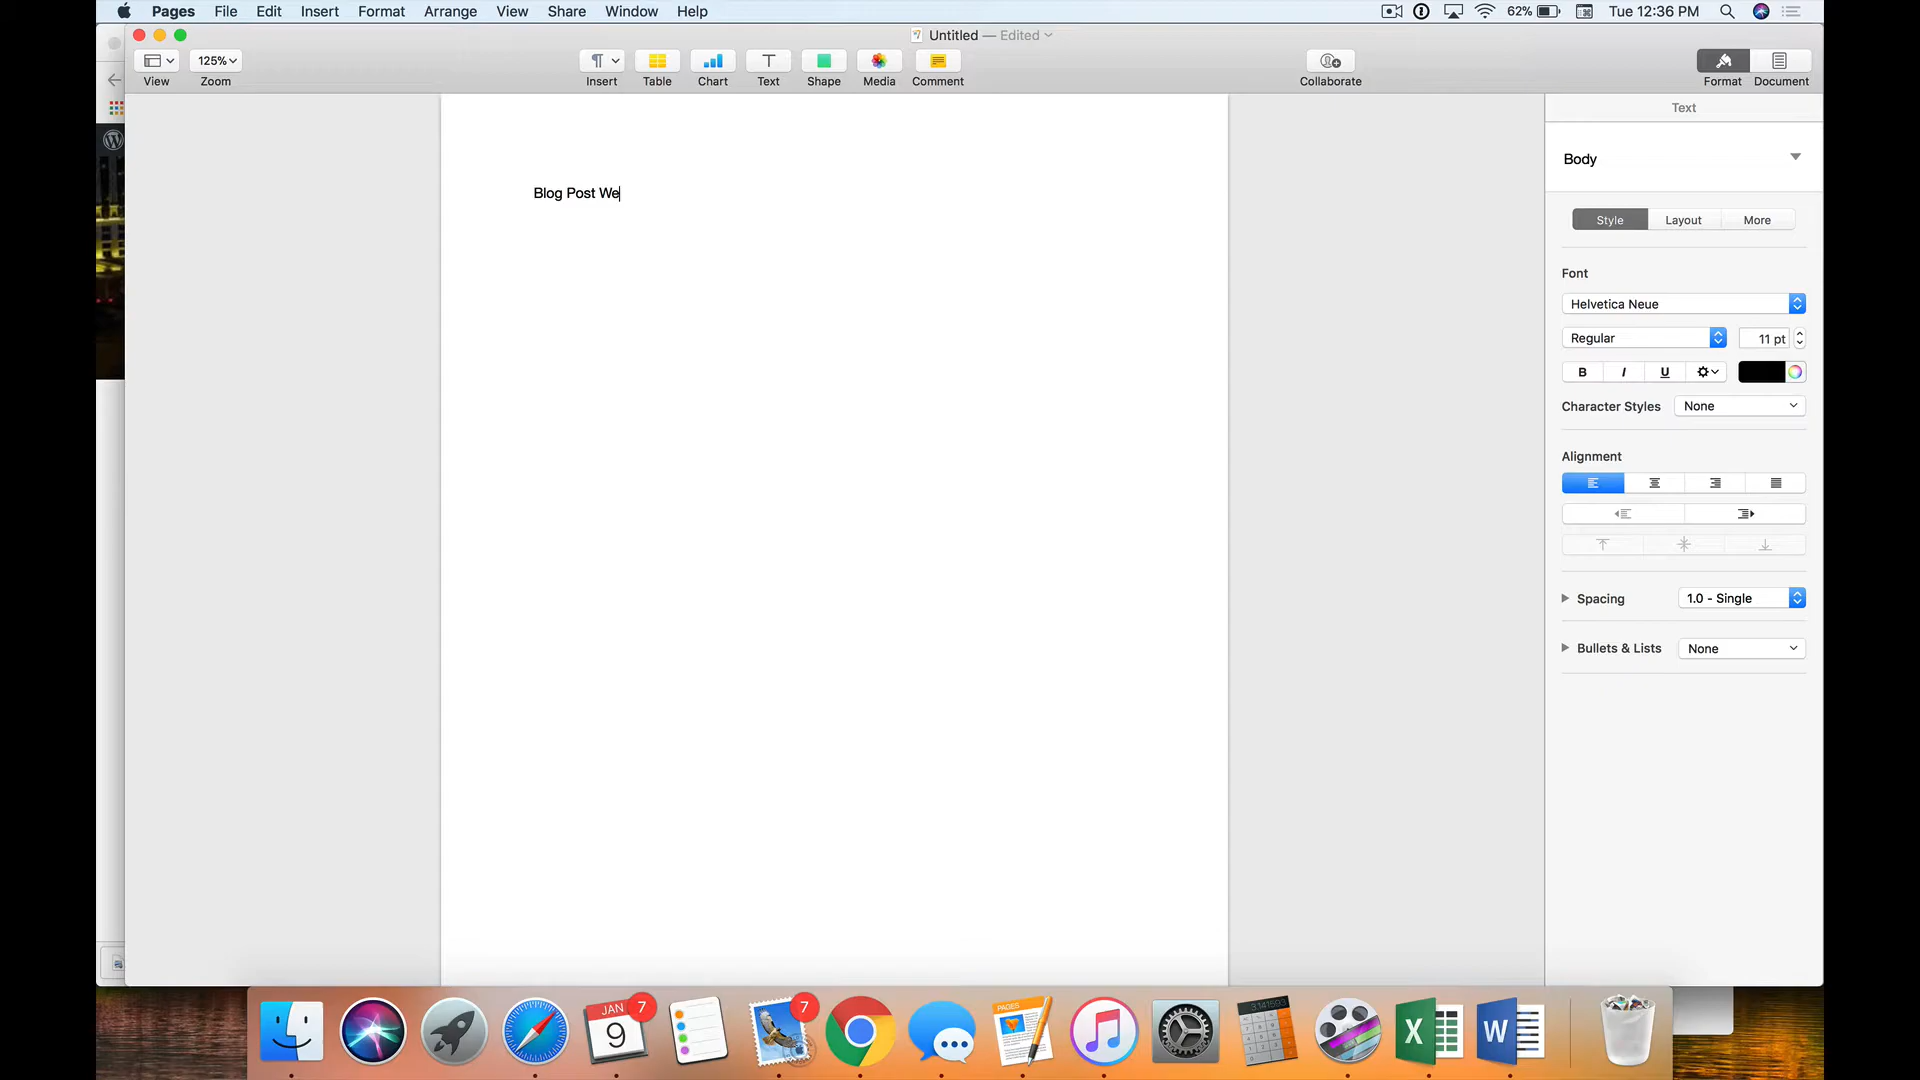 Pages File Edit Insert Format Arrange View Share Window Help 62% Tue 12:36 PM
Untitled — Edited
125%
View Zoom Insert Table Chart Text Shape Media Comment Collaborate Format Document
Text
Blog Post We
Body
Style Layout More
Font
Helvetica Neue
Regular 11 pt
B I U
Character Styles None
Alignment
Spacing 1.0 - Single
Bullets & Lists None
JAN 7 7
9
PAGES
3.141593
X W